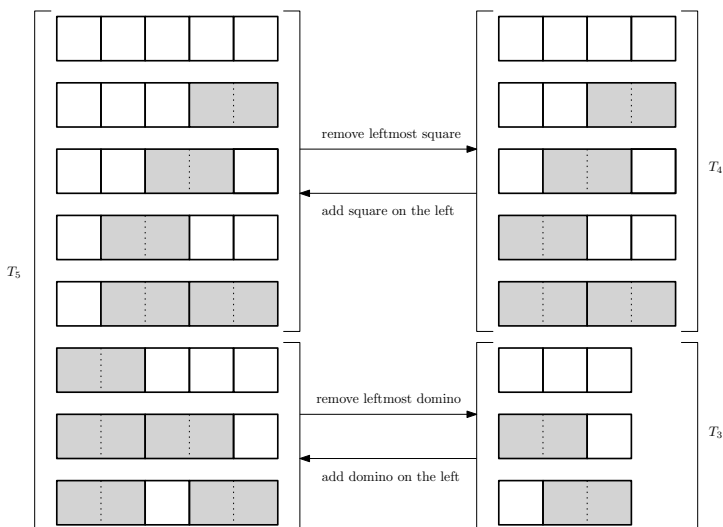 remove leftmost square
T₄
add square on the left
T₅
remove leftmost domino
T₃
add domino on the left